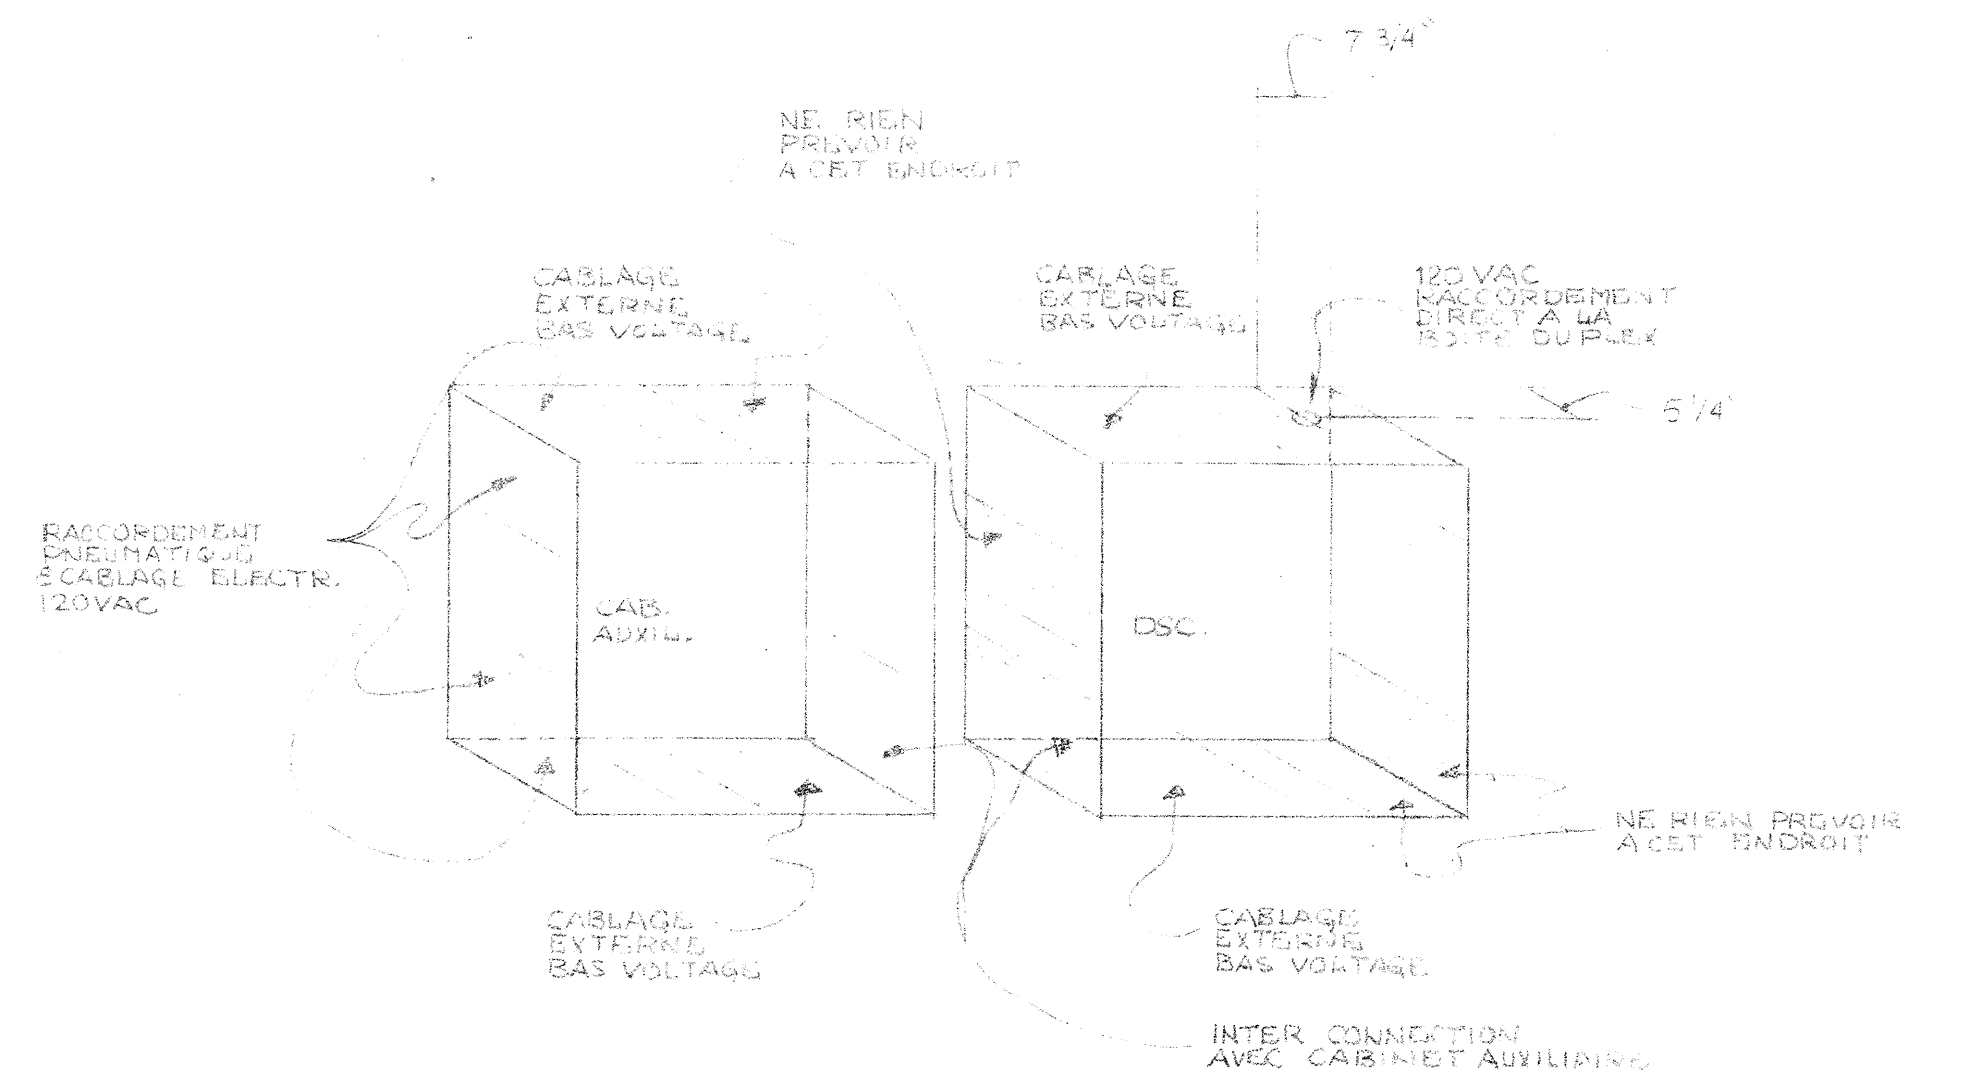 7 3/4"
NE RIEN
PREVOIR
A CET ENDROIT
CABLAGE
EXTERNE
BAS VOLTAGE
CABLAGE
EXTERNE
BAS VOLTAGE
120 VAC
RACCORDEMENT
DIRECT A LA
BOITE DUPLEX
5 1/4"
RACCORDEMENT
PNEUMATIQUE
& CABLAGE ELECTR.
120VAC
CAB.
AUXIL.
DSC.
NE RIEN PREVOIR
A CET ENDROIT
CABLAGE
EXTERNE
BAS VOLTAGE
CABLAGE
EXTERNE
BAS VOLTAGE
INTER CONNECTION
AVEC CABINET AUXILIAIRE